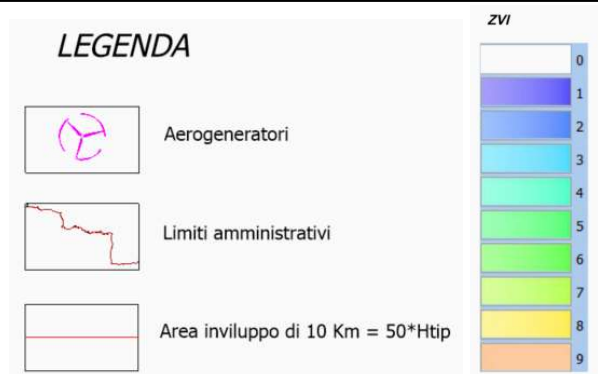 LEGENDA
Aerogeneratori
Limiti amministrativi
Area inviluppo di 10 Km = 50*Htip
ZVI
0
1
2
3
4
5
6
7
8
9